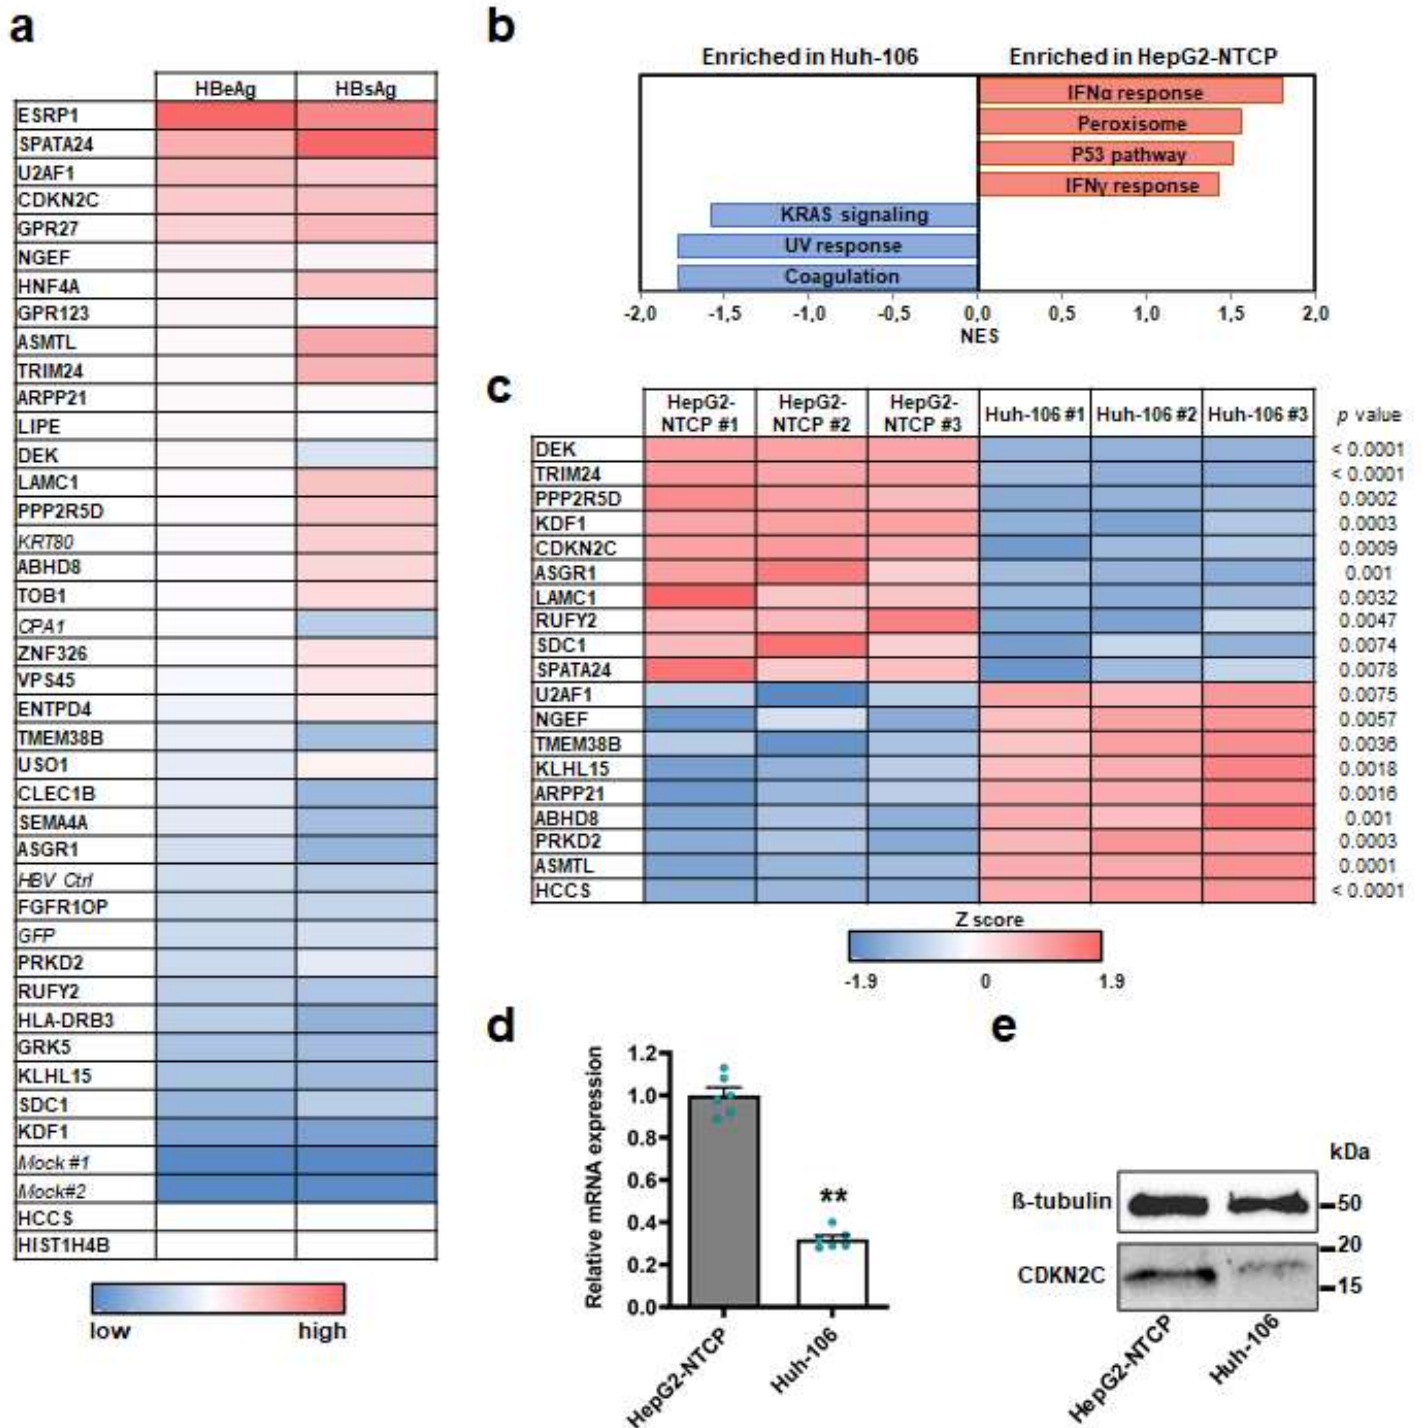 a
HBeAg HBsAg
ESRP1
SPATA24
U2AF1
CDKN2C
GPR27
NGEF
HNF4A
GPR123
ASMTL
TRIM24
ARPP21
LIPE
DEK
LAMC1
PPP2R5D
KRT80
ABHD8
TOB1
CPA1
ZNF326
VPS45
ENTPD4
TMEM38B
USO1
CLEC1B
SEMA4A
ASGR1
HBV Ctrl
FGFR1OP
GFP
PRKD2
RUFY2
HLA-DRB3
GRK5
KLHL15
SDC1
KDF1
Mock #1
Mock#2
HCCS
HIST1H4B
low high
b
Enriched in Huh-106 Enriched in HepG2-NTCP
IFNα response
Peroxisome
P53 pathway
IFNγ response
KRAS signaling
UV response
Coagulation
-2,0 -1,5 -1,0 -0,5 0,0 0,5 1,0 1,5 2,0
NES
c
HepG2-NTCP #1 HepG2-NTCP #2 HepG2-NTCP #3 Huh-106 #1 Huh-106 #2 Huh-106 #3 p value
DEK < 0.0001
TRIM24 < 0.0001
PPP2R5D 0.0002
KDF1 0.0003
CDKN2C 0.0009
ASGR1 0.001
LAMC1 0.0032
RUFY2 0.0047
SDC1 0.0074
SPATA24 0.0078
U2AF1 0.0075
NGEF 0.0057
TMEM38B 0.0036
KLHL15 0.0018
ARPP21 0.0016
ABHD8 0.001
PRKD2 0.0003
ASMTL 0.0001
HCCS < 0.0001
Z score
-1.9 0 1.9
d
Relative mRNA expression
1.2
1.0
0.8
0.6
0.4
0.2
0.0
**
HepG2-NTCP
Huh-106
e
kDa
ß-tubulin 50
20
CDKN2C 15
HepG2-NTCP
Huh-106